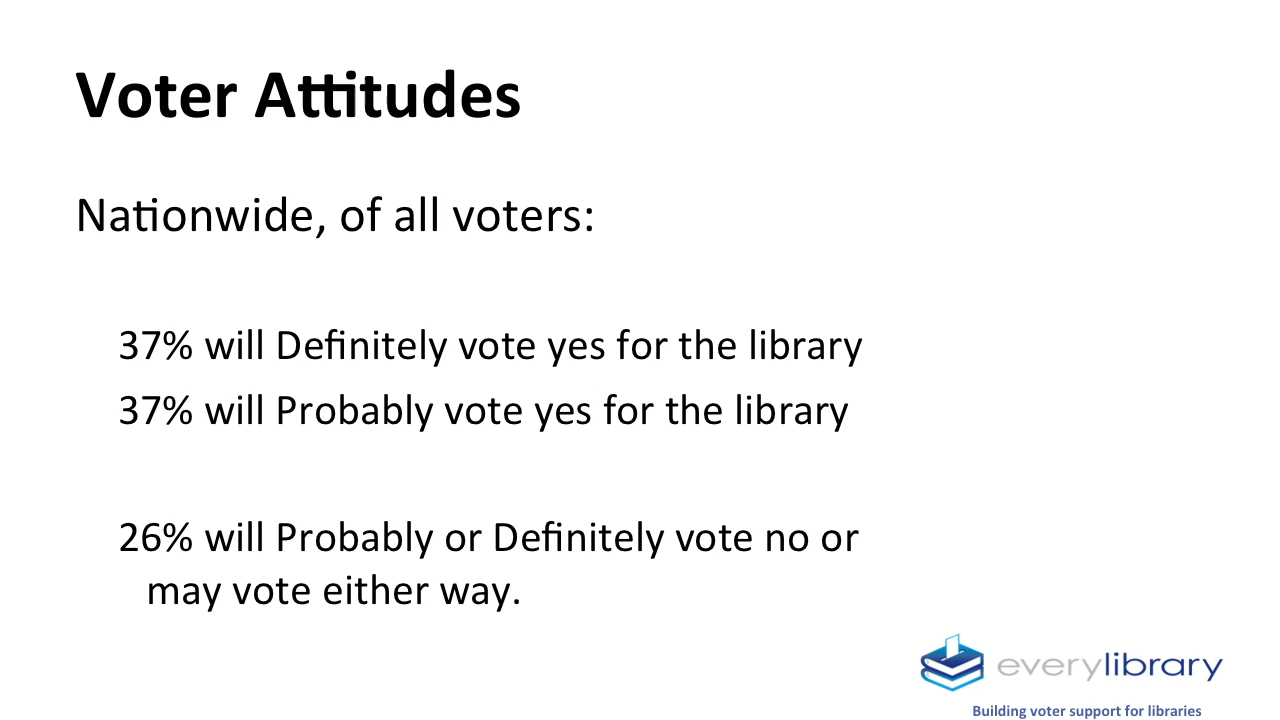 Voter Attitudes
Nationwide, of all voters:
37% will Definitely vote yes for the library
37% will Probably vote yes for the library
26% will Probably or Definitely vote no or
may vote either way.
everylibrary
Building voter support for libraries